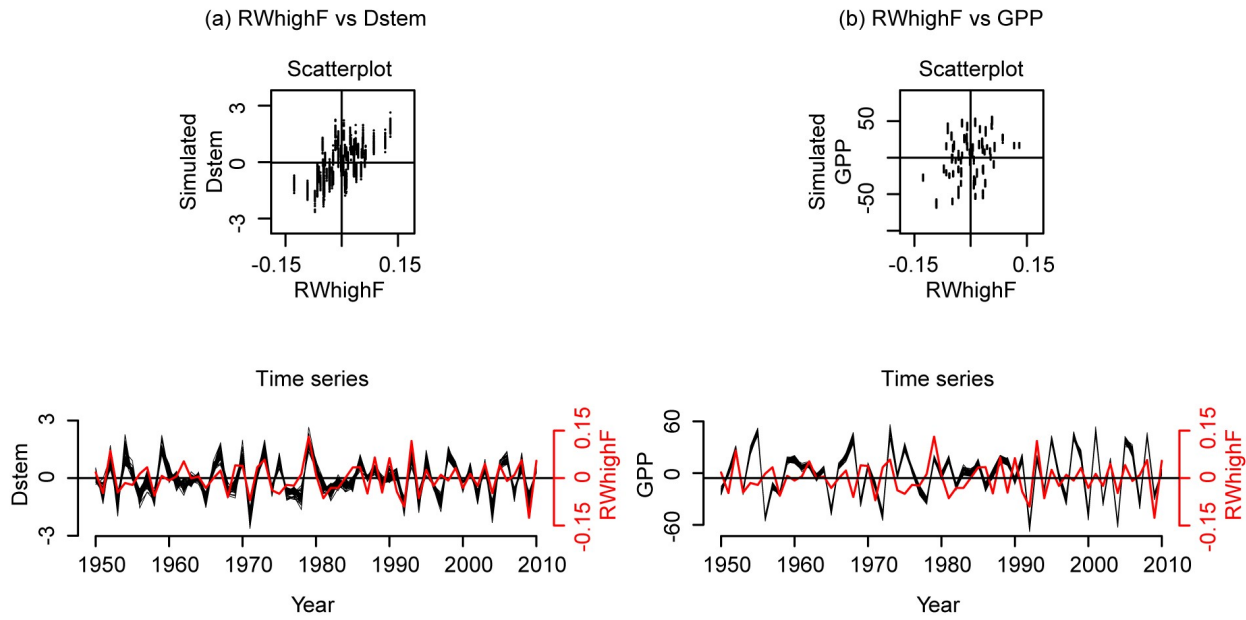 (a) RWhighF vs Dstem
(b) RWhighF vs GPP
Scatterplot
Simulated
Dstem
3
0
-3
-0.15 0.15
RWhighF
Scatterplot
Simulated
GPP
50
-50
-0.15 0.15
RWhighF
Time series
Dstem
3
0
-3
0.15
0
-0.15
RWhighF
1950 1960 1970 1980 1990 2000 2010
Year
Time series
GPP
60
0
-60
0.15
0
-0.15
RWhighF
1950 1960 1970 1980 1990 2000 2010
Year